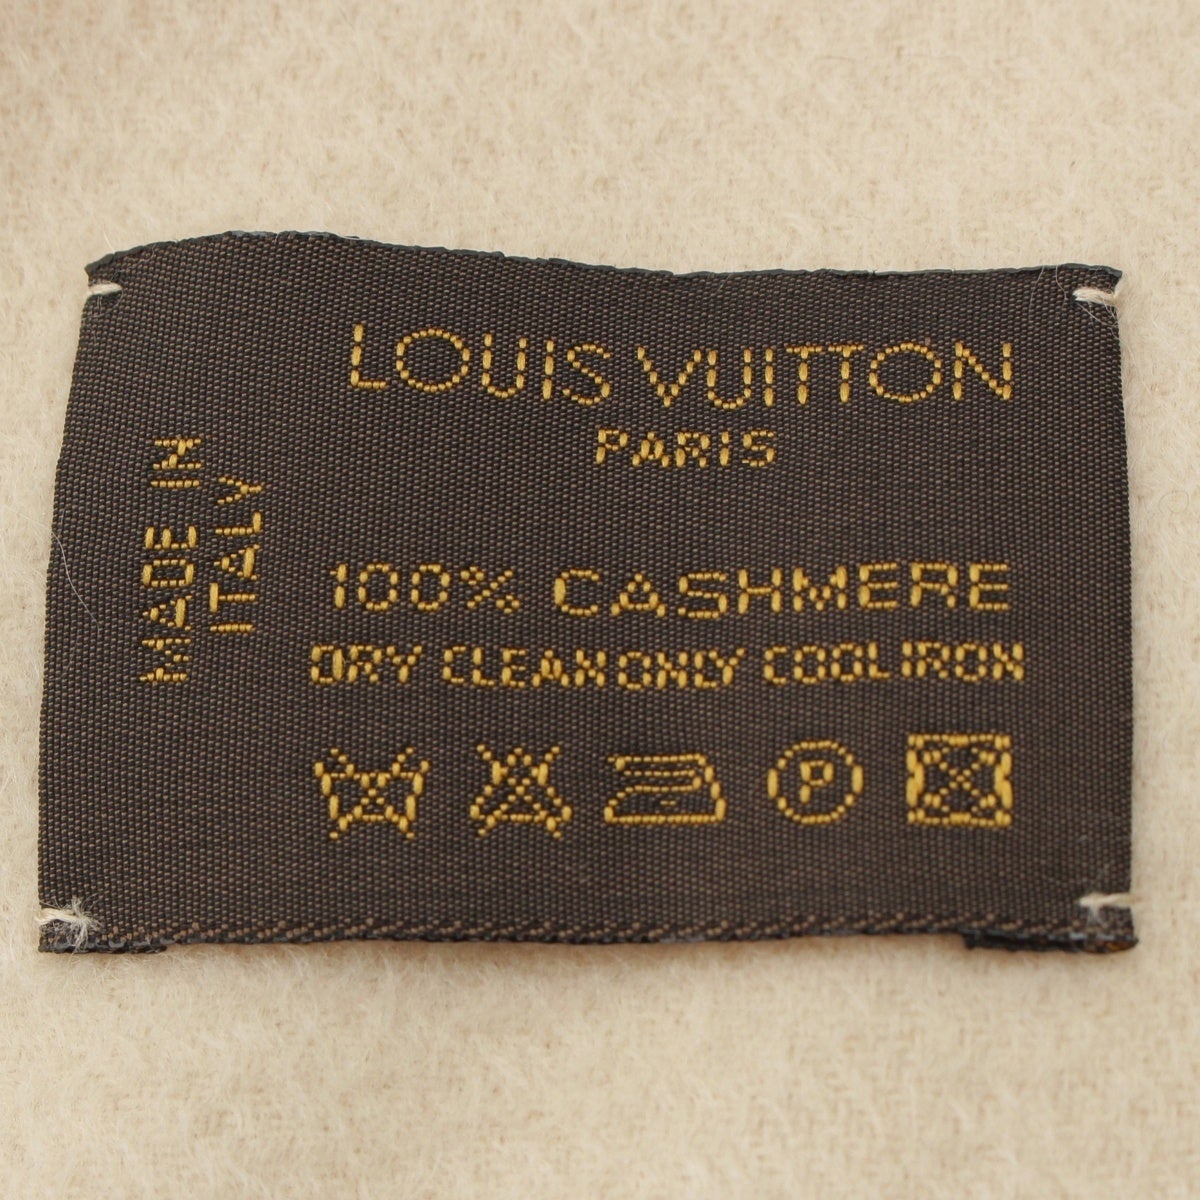 LOUIS VUITTON
PARIS
MADE IN
ITALY
100% CASHMERE
DRY CLEAN ONLY COOL IRON
P